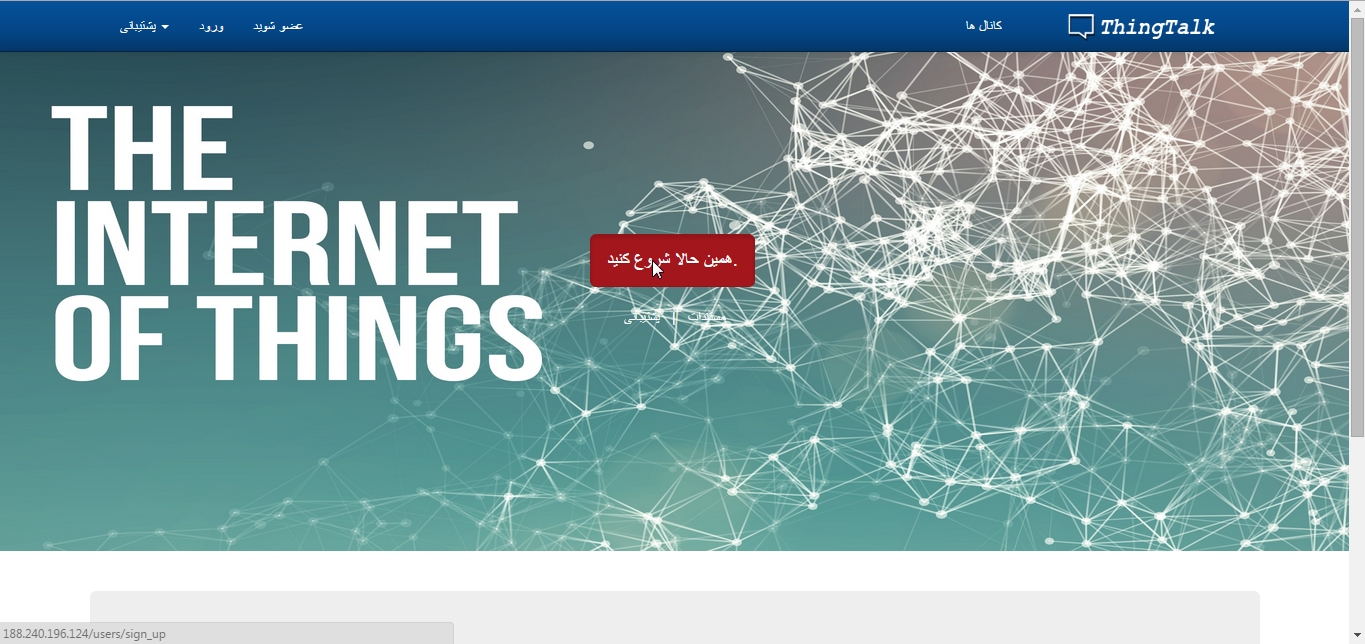 ThingTalk
کانال ها
عضو شوید
ورود
پشتیبانی
THE
INTERNET
OF THINGS
همین حالا شروع کنید.
مستندات | پشتیبانی
188.240.196.124/users/sign_up